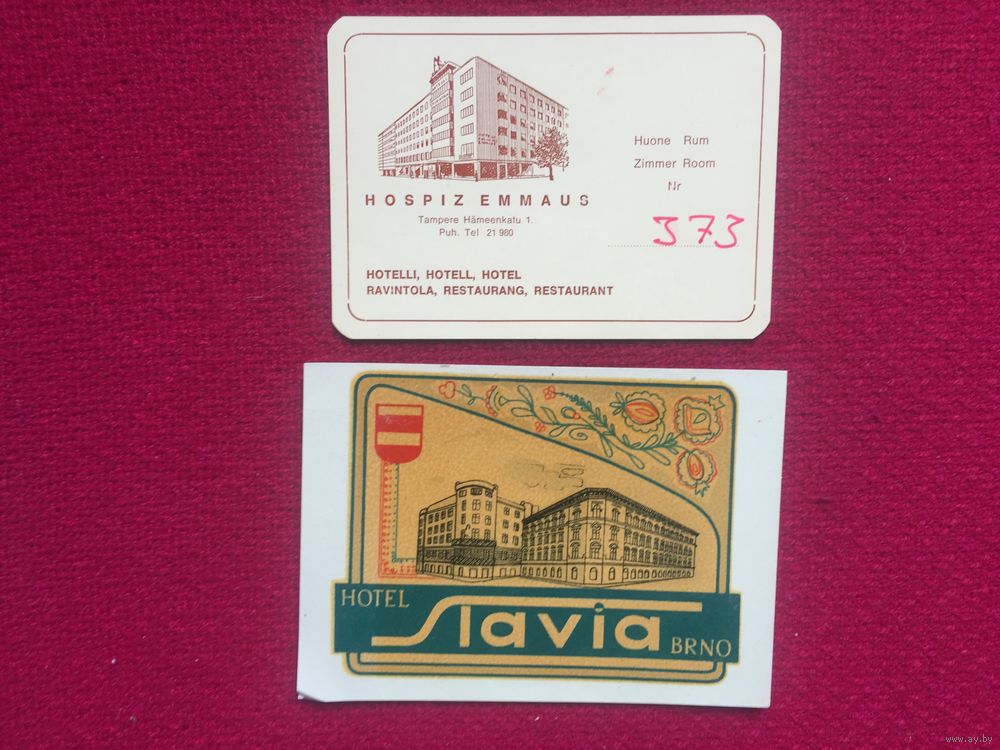 Huone Rum
Zimmer Room
Nr
373
HOSPIZ EMMAUS
Tampere Hämeenkatu 1.
Puh. Tel 21 980
HOTELLI, HOTELL, HOTEL
RAVINTOLA, RESTAURANG, RESTAURANT
HOTEL Slavia BRNO
www.ay.by